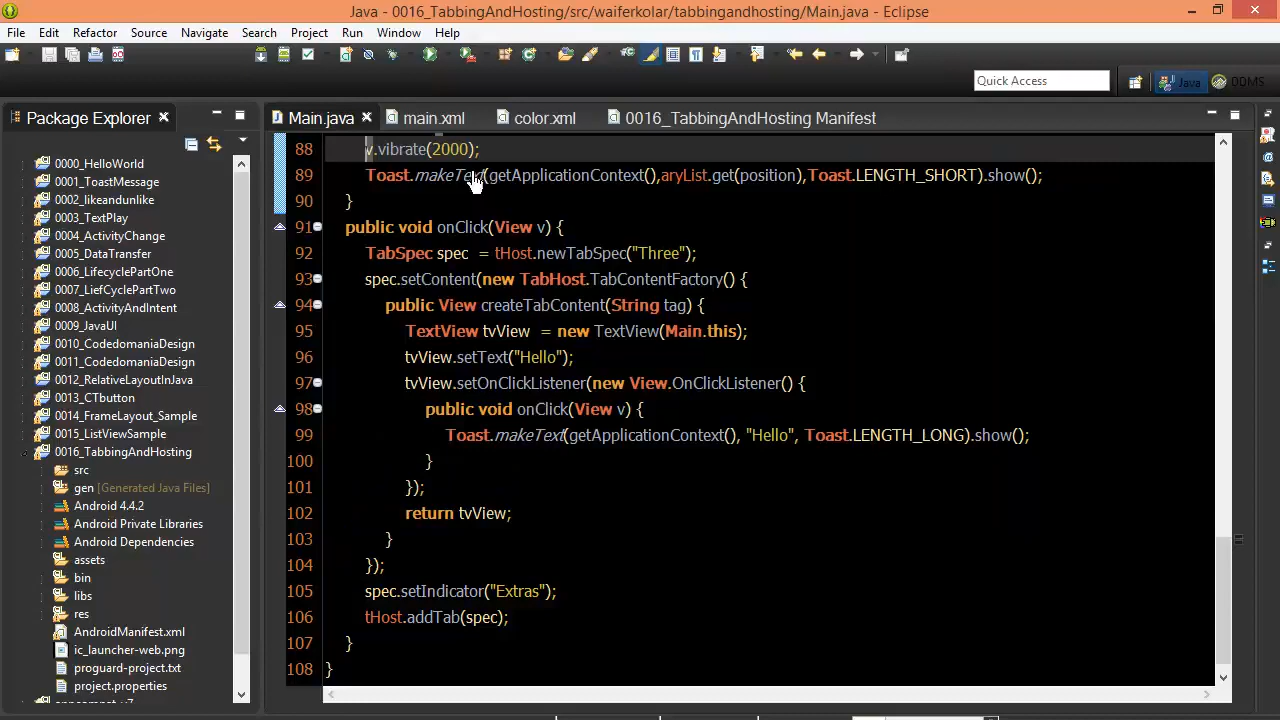 Java - 0016_TabbingAndHosting/src/waiferkolar/tabbingandhosting/Main.java - Eclipse
File Edit Refactor Source Navigate Search Project Run Window Help
Quick Access
Java
DDMS
Package Explorer
Main.java
main.xml
color.xml
0016_TabbingAndHosting Manifest
0000_HelloWorld
0001_ToastMessage
0002_likeandunlike
0003_TextPlay
0004_ActivityChange
0005_DataTransfer
0006_LifecyclePartOne
0007_LiefCyclePartTwo
0008_ActivityAndIntent
0009_JavaUI
0010_CodedomaniaDesign
0011_CodedomaniaDesign
0012_RelativeLayoutInJava
0013_CTbutton
0014_FrameLayout_Sample
0015_ListViewSample
0016_TabbingAndHosting
src
gen [Generated Java Files]
Android 4.4.2
Android Private Libraries
Android Dependencies
assets
bin
libs
res
AndroidManifest.xml
ic_launcher-web.png
proguard-project.txt
project.properties
88 v.vibrate(2000);
89 Toast.makeText(getApplicationContext(),aryList.get(position),Toast.LENGTH_SHORT).show();
90 }
91 public void onClick(View v) {
92 TabSpec spec = tHost.newTabSpec("Three");
93 spec.setContent(new TabHost.TabContentFactory() {
94 public View createTabContent(String tag) {
95 TextView tvView = new TextView(Main.this);
96 tvView.setText("Hello");
97 tvView.setOnClickListener(new View.OnClickListener() {
98 public void onClick(View v) {
99 Toast.makeText(getApplicationContext(), "Hello", Toast.LENGTH_LONG).show();
100 }
101 });
102 return tvView;
103 }
104 });
105 spec.setIndicator("Extras");
106 tHost.addTab(spec);
107 }
108 }